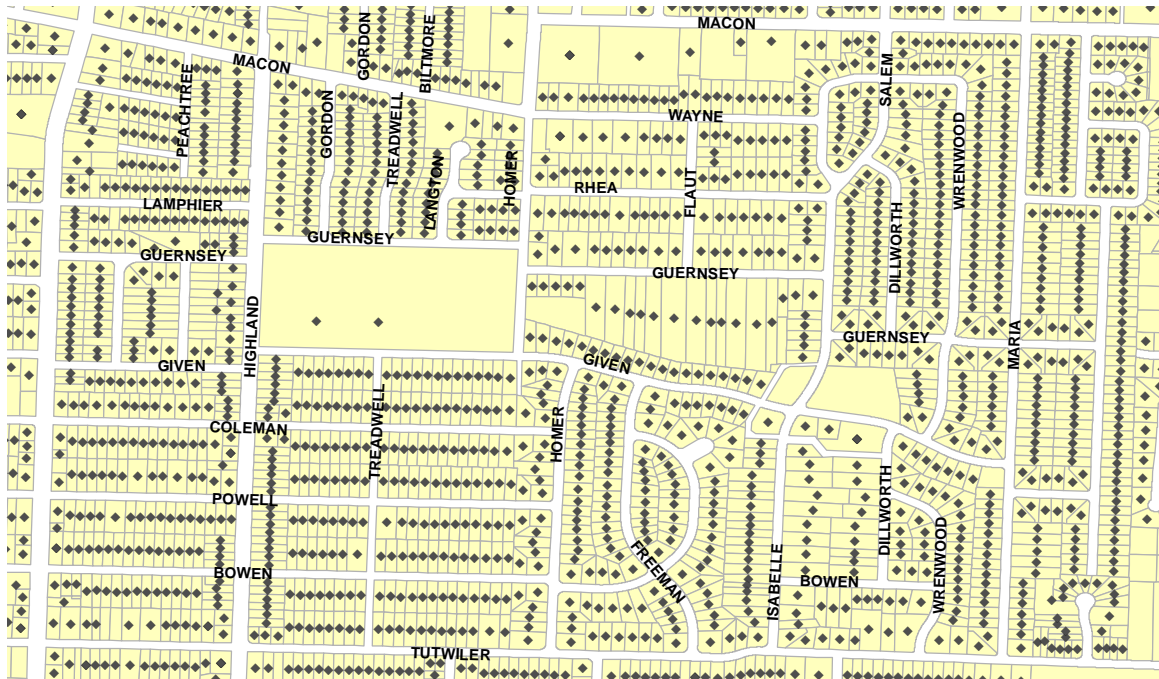 MACON
GORDON
BILTMORE
MACON
SALEM
PEACHTREE
GORDON
TREADWELL
WAYNE
WRENWOOD
LANGTON
HOMER
FLAUT
RHEA
LAMPHIER
DILLWORTH
GUERNSEY
GUERNSEY
GUERNSEY
HIGHLAND
GUERNSEY
MARIA
GIVEN
GIVEN
TREADWELL
HOMER
COLEMAN
POWELL
DILLWORTH
WRENWOOD
FREEMAN
ISABELLE
BOWEN
BOWEN
TUTWILER